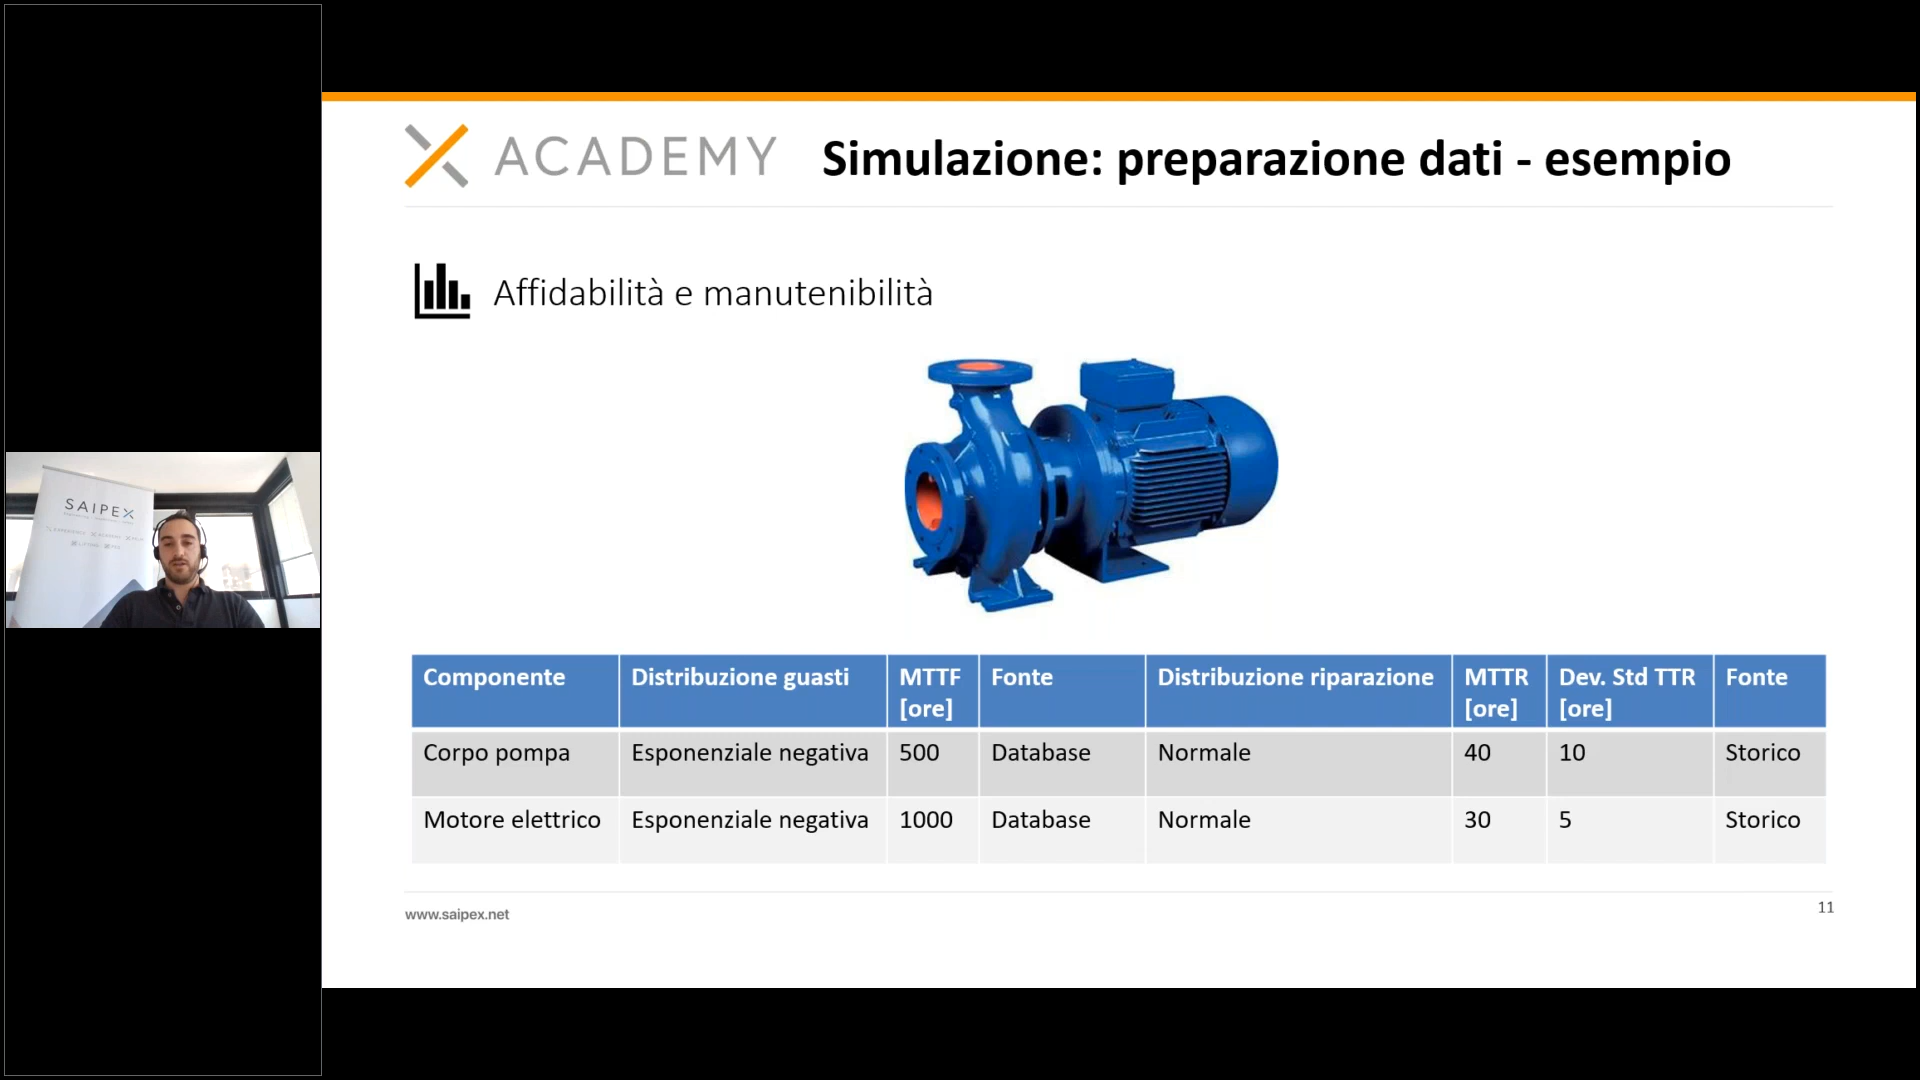 ACADEMY
Simulazione: preparazione dati - esempio
Affidabilità e manutenibilità
SAIPEX
Componente Distribuzione guasti MTTF [ore] Fonte Distribuzione riparazione MTTR [ore] Dev. Std TTR [ore] Fonte
Corpo pompa Esponenziale negativa 500 Database Normale 40 10 Storico
Motore elettrico Esponenziale negativa 1000 Database Normale 30 5 Storico
www.saipex.net
11